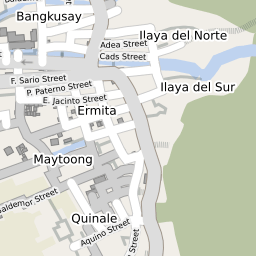 Bangkusay
Ilaya del Norte
Adea Street
Cads Street
F. Sario Street
P. Paterno Street
Ilaya del Sur
E. Jacinto Street
Ermita
Maytoong
Street
Quinale
Aquino Street